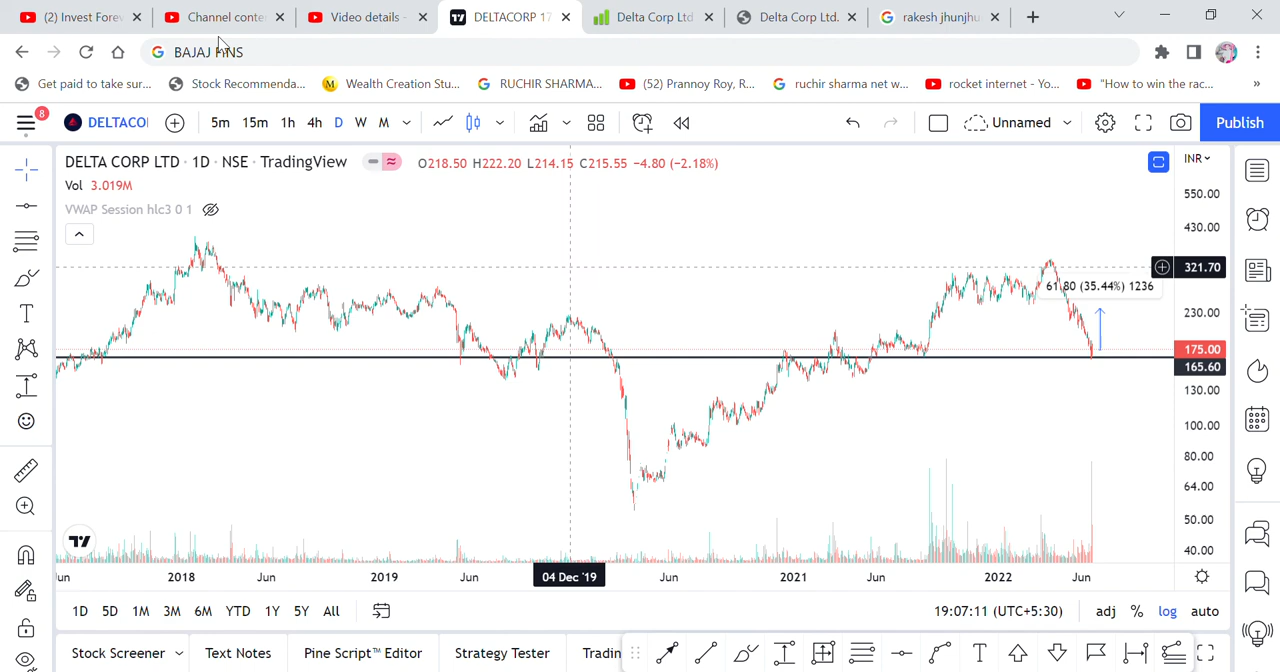 (2) Invest Forev
Channel conte
Video details -
DELTACORP 17
Delta Corp Ltd
Delta Corp Ltd.
rakesh jhunjhu
BAJAJ FINS
Get paid to take sur...
Stock Recommenda...
Wealth Creation Stu...
RUCHIR SHARMA...
(52) Prannoy Roy, R...
ruchir sharma net w...
rocket internet - Yo...
"How to win the rac...
»
8
DELTACO
5m 15m 1h 4h D W M
Unnamed
Publish
DELTA CORP LTD · 1D · NSE · TradingView
O218.50 H222.20 L214.15 C215.55 −4.80 (−2.18%)
INR
Vol 3.019M
VWAP Session hlc3 0 1
550.00
430.00
321.70
61.80 (35.44%) 1236
230.00
175.00
165.60
130.00
100.00
80.00
64.00
50.00
40.00
2018 Jun 2019 Jun 04 Dec '19 Jun 2021 Jun 2022 Jun
1D 5D 1M 3M 6M YTD 1Y 5Y All
19:07:11 (UTC+5:30) adj % log auto
Stock Screener Text Notes Pine Script™ Editor Strategy Tester Tradin